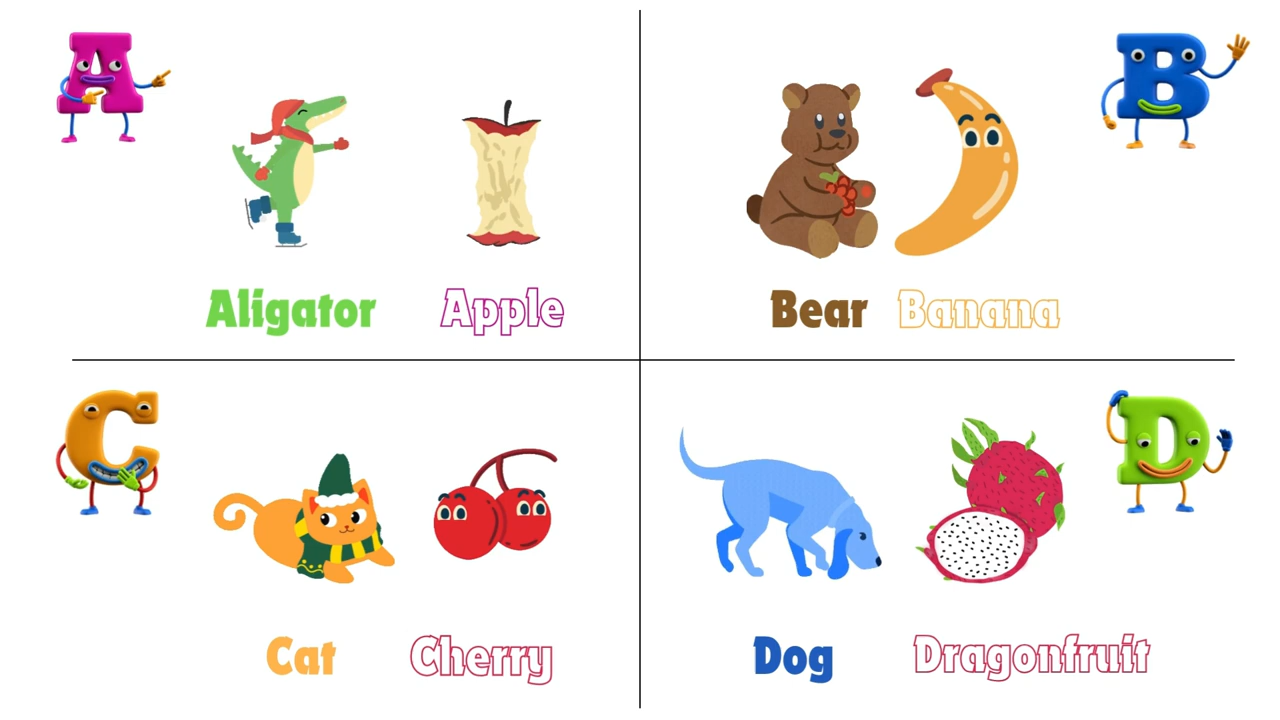 A
Aligator Apple
B
Bear Banana
C
Cat Cherry
D
Dog Dragonfruit